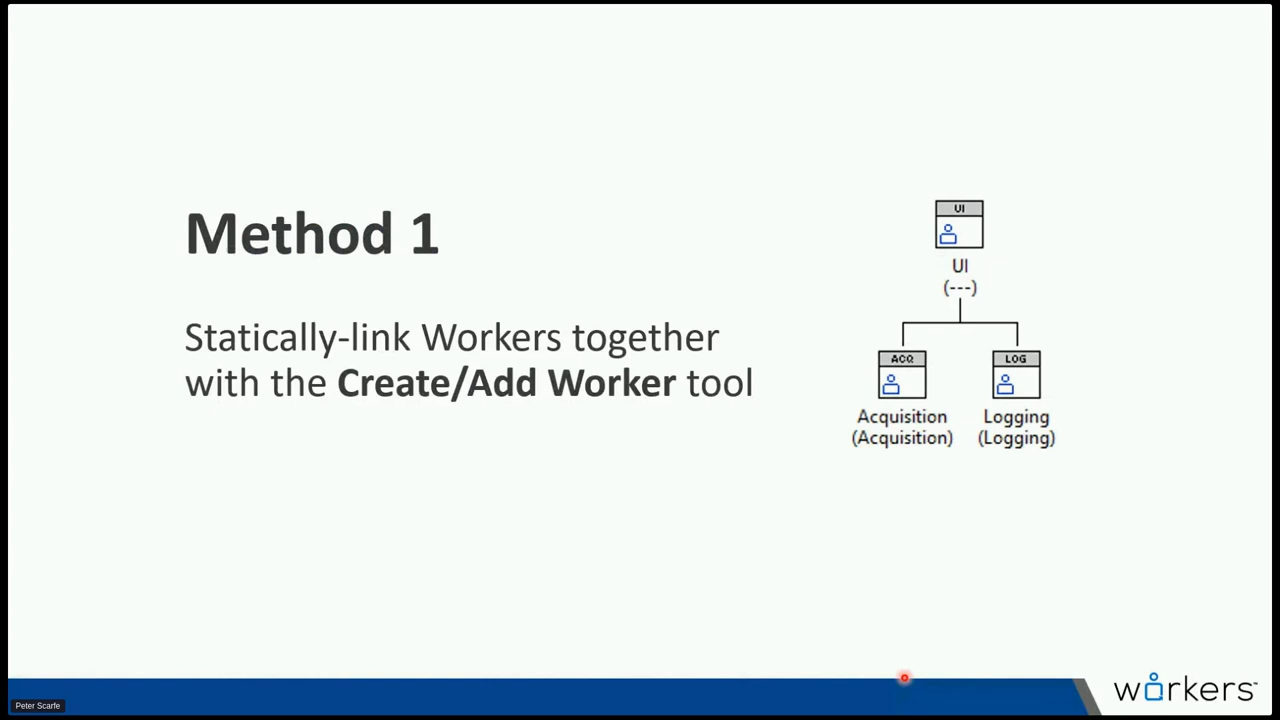 Method 1
Statically-link Workers together
with the Create/Add Worker tool
UI
UI
(---)
ACQ
LOG
Acquisition
(Acquisition)
Logging
(Logging)
Peter Scarfe
workers™